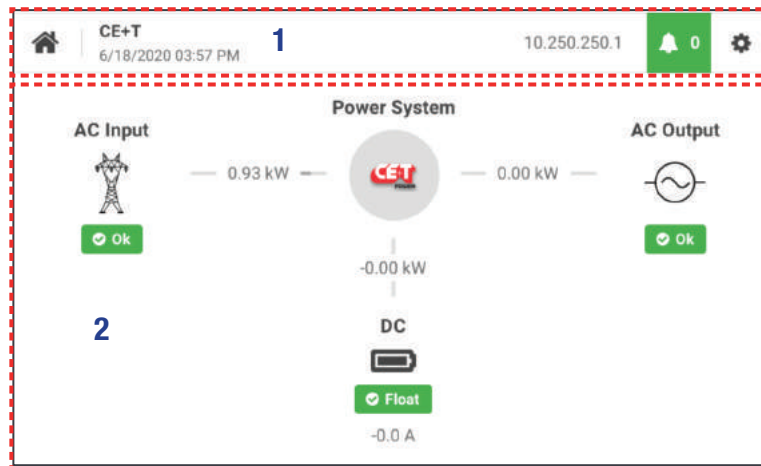 CE+T
6/18/2020 03:57 PM
1
10.250.250.1
0
Power System
AC Input
AC Output
0.93 kW
CE+T
POWER
0.00 kW
Ok
Ok
-0.00 kW
2
DC
Float
-0.0 A